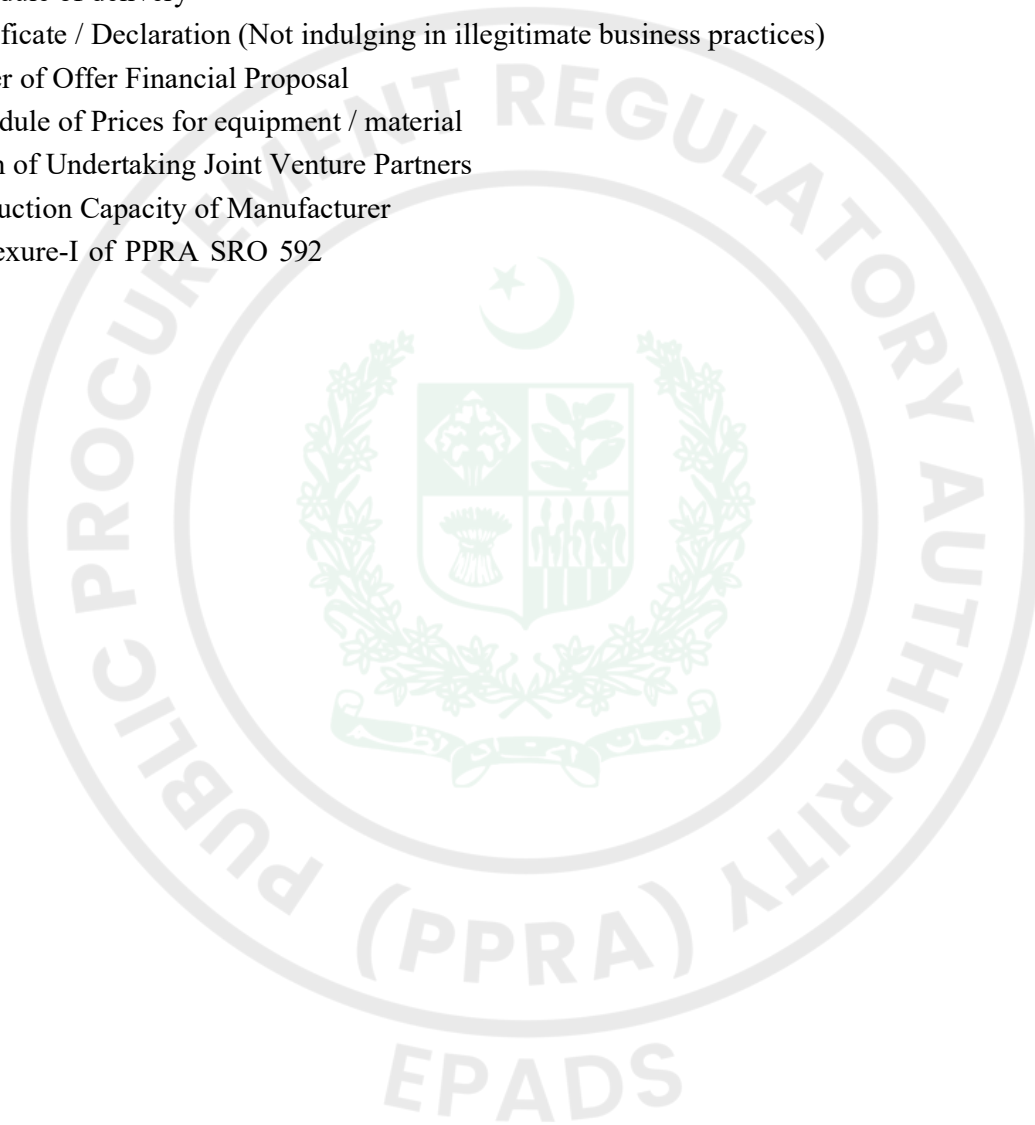 dule of delivery
ficate / Declaration (Not indulging in illegitimate business practices)
er of Offer Financial Proposal
dule of Prices for equipment / material
n of Undertaking Joint Venture Partners
uction Capacity of Manufacturer
exure-I of PPRA SRO 592
PUBLIC PROCUREMENT REGULATORY AUTHORITY
(PPRA)
EPADS